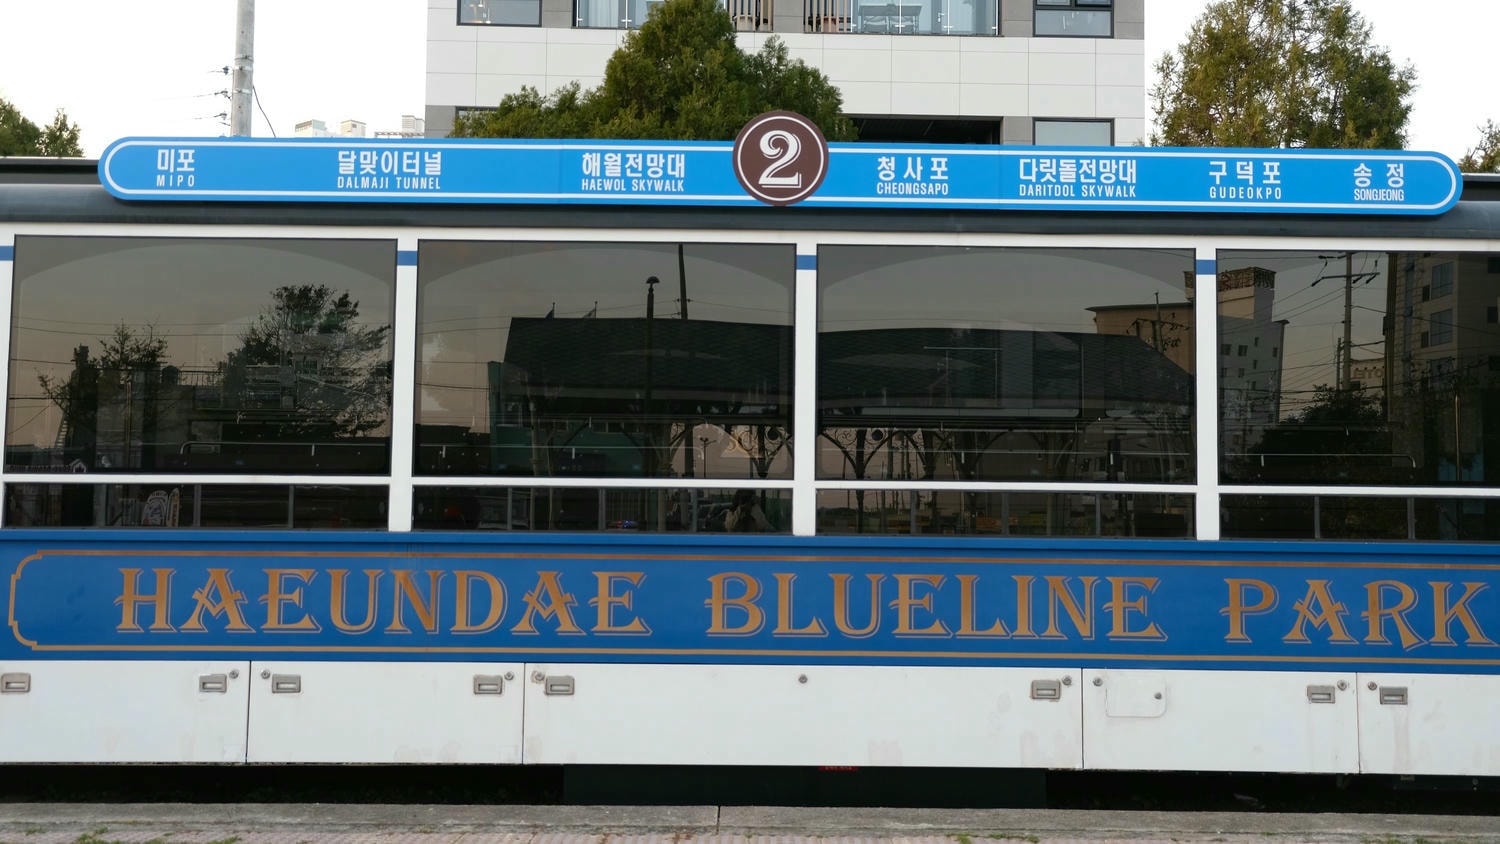 미포
MIPO
달맞이터널
DALMAJI TUNNEL
해월전망대
HAEWOL SKYWALK
2
청사포
CHEONGSAPO
다릿돌전망대
DARITDOL SKYWALK
구덕포
GUDEOKPO
송정
SONGJEONG
HAEUNDAE BLUELINE PARK